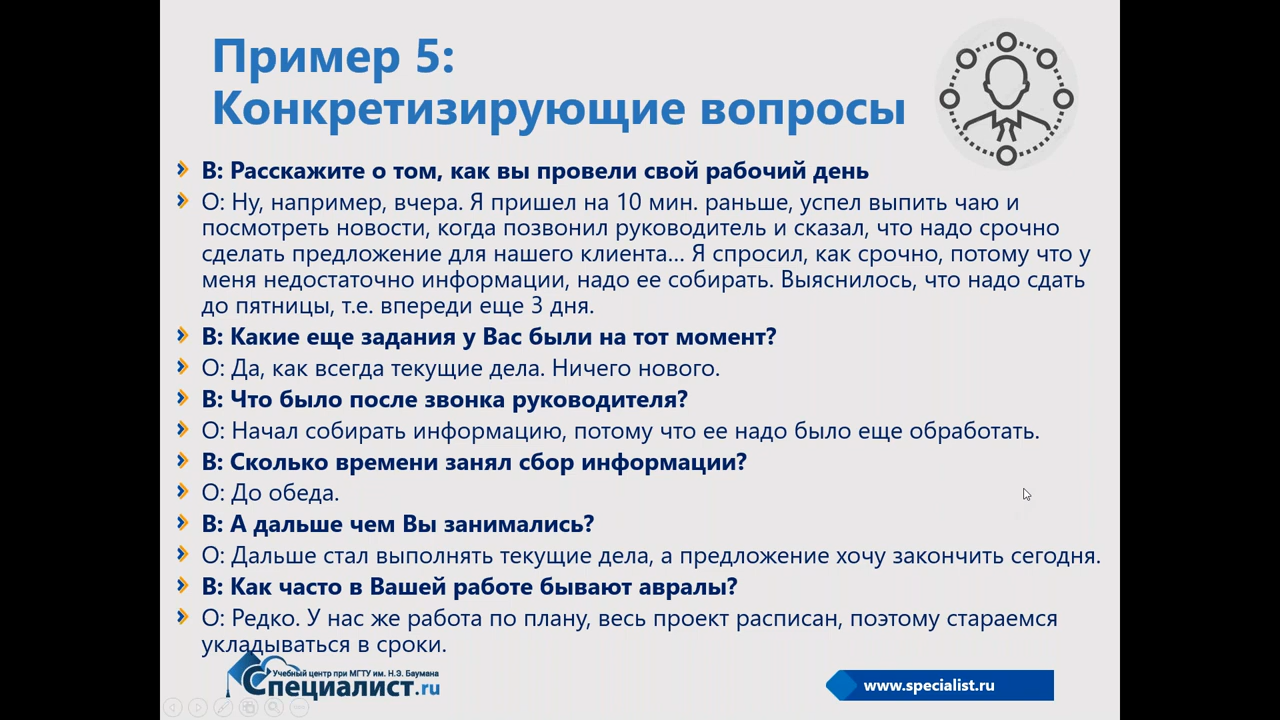 Пример 5:
Конкретизирующие вопросы
В: Расскажите о том, как вы провели свой рабочий день
О: Ну, например, вчера. Я пришел на 10 мин. раньше, успел выпить чаю и
посмотреть новости, когда позвонил руководитель и сказал, что надо срочно
сделать предложение для нашего клиента... Я спросил, как срочно, потому что у
меня недостаточно информации, надо ее собирать. Выяснилось, что надо сдать
до пятницы, т.е. впереди еще 3 дня.
В: Какие еще задания у Вас были на тот момент?
О: Да, как всегда текущие дела. Ничего нового.
В: Что было после звонка руководителя?
О: Начал собирать информацию, потому что ее надо было еще обработать.
В: Сколько времени занял сбор информации?
О: До обеда.
В: А дальше чем Вы занимались?
О: Дальше стал выполнять текущие дела, а предложение хочу закончить сегодня.
В: Как часто в Вашей работе бывают авралы?
О: Редко. У нас же работа по плану, весь проект расписан, поэтому стараемся
укладываться в сроки.
Учебный центр при МГТУ им. Н.Э. Баумана
Специалист.ru
www.specialist.ru